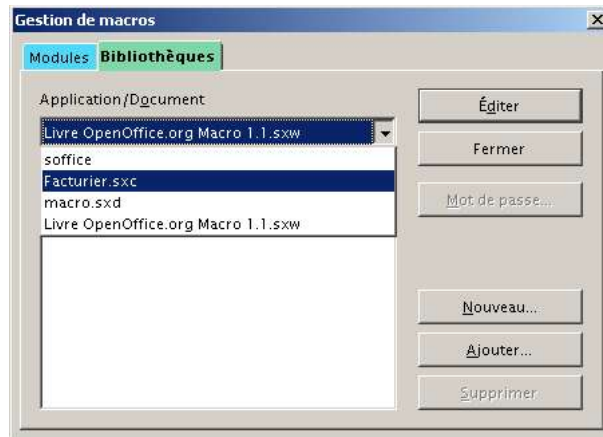 Gestion de macros
Modules Bibliothèques
Application/Document
Livre OpenOffice.org Macro 1.1.sxw
soffice
Facturier.sxc
macro.sxd
Livre OpenOffice.org Macro 1.1.sxw
Éditer
Fermer
Mot de passe...
Nouveau...
Ajouter...
Supprimer